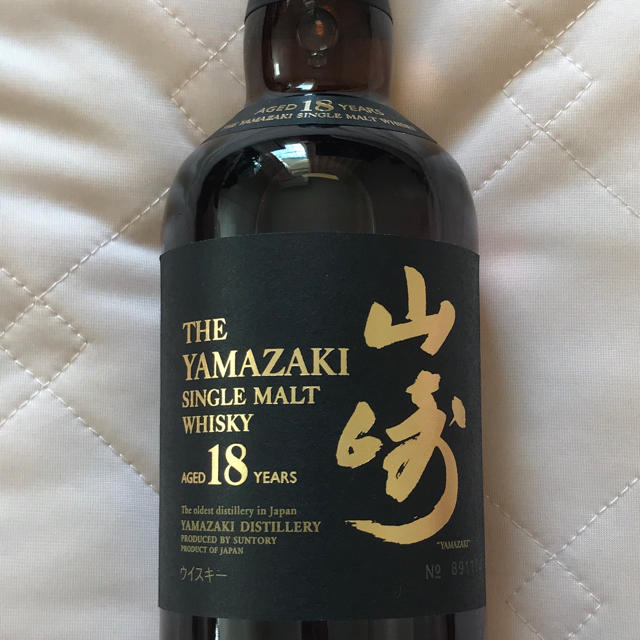 AGED 18 YEARS
THE YAMAZAKI SINGLE MALT
THE
YAMAZAKI
SINGLE MALT
WHISKY
AGED 18 YEARS
The oldest distillery in Japan
YAMAZAKI DISTILLERY
PRODUCED BY SUNTORY
PRODUCT OF JAPAN
ウイスキー
山崎
"YAMAZAKI"
№